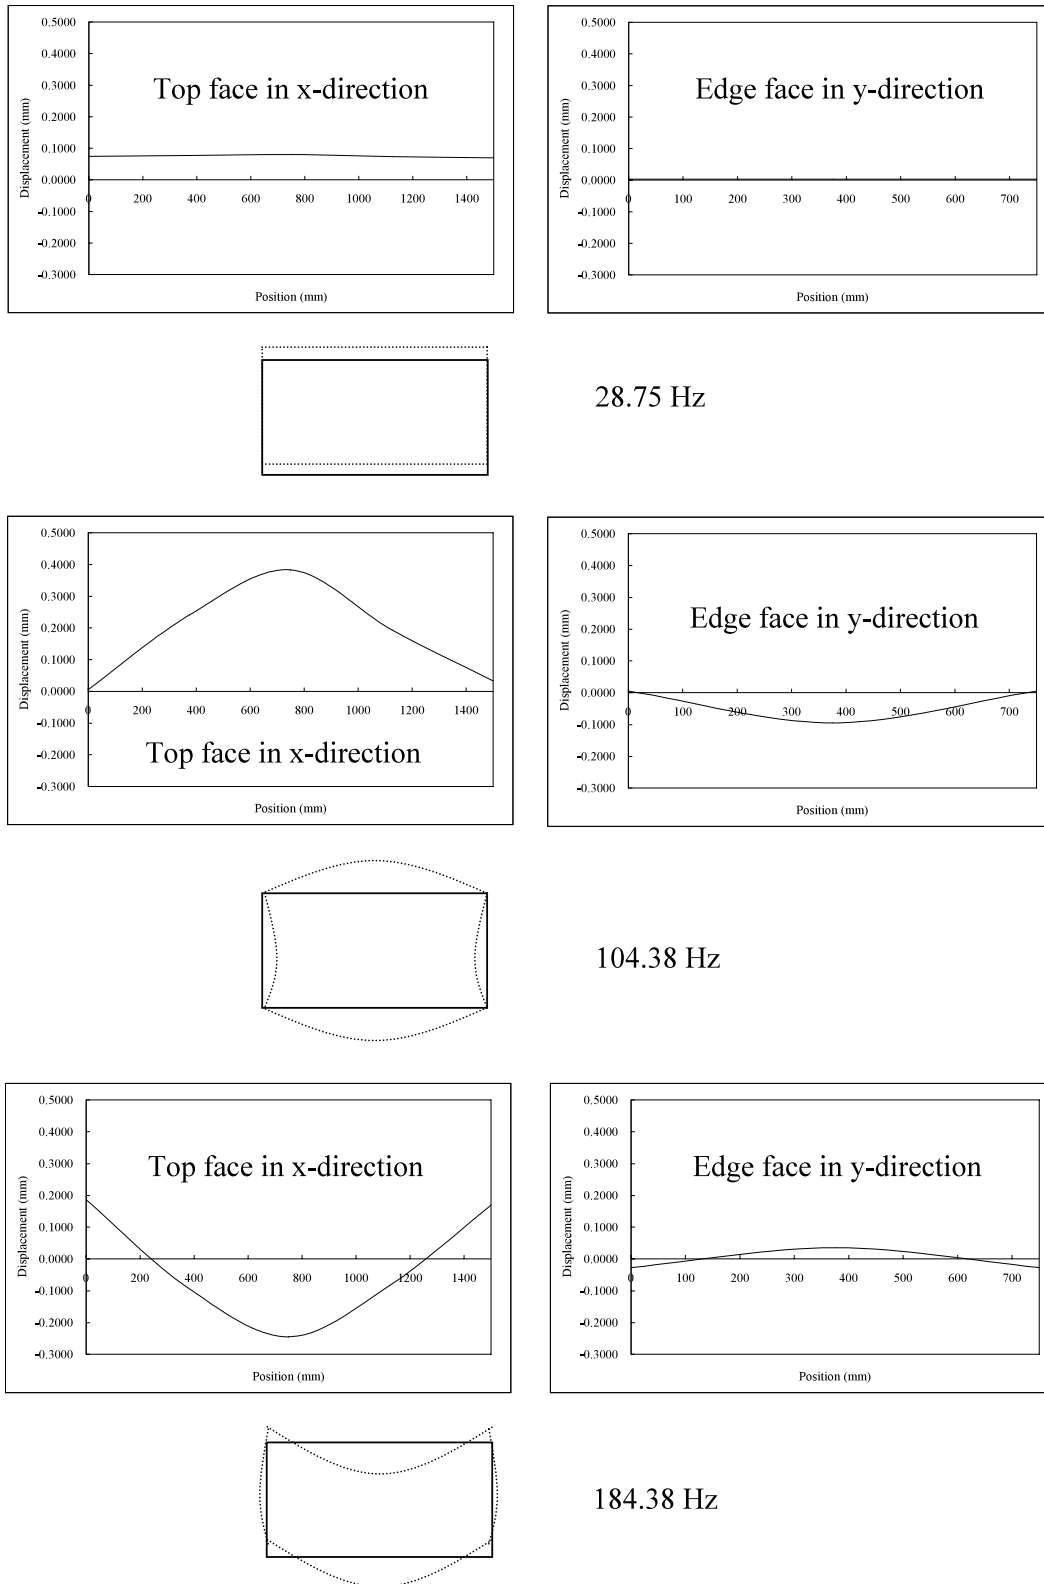 0.5000
0.4000
0.3000
0.2000
0.1000
0.0000
-0.1000
-0.2000
-0.3000
Displacement (mm)
Top face in x-direction
0 200 400 600 800 1000 1200 1400
Position (mm)
0.5000
0.4000
0.3000
0.2000
0.1000
0.0000
-0.1000
-0.2000
-0.3000
Displacement (mm)
Edge face in y-direction
0 100 200 300 400 500 600 700
Position (mm)
28.75 Hz
0.5000
0.4000
0.3000
0.2000
0.1000
0.0000
-0.1000
-0.2000
-0.3000
Displacement (mm)
0 200 400 600 800 1000 1200 1400
Top face in x-direction
Position (mm)
0.5000
0.4000
0.3000
0.2000
0.1000
0.0000
-0.1000
-0.2000
-0.3000
Displacement (mm)
Edge face in y-direction
0 100 200 300 400 500 600 700
Position (mm)
104.38 Hz
0.5000
0.4000
0.3000
0.2000
0.1000
0.0000
-0.1000
-0.2000
-0.3000
Displacement (mm)
Top face in x-direction
0 200 400 600 800 1000 1200 1400
Position (mm)
0.5000
0.4000
0.3000
0.2000
0.1000
0.0000
-0.1000
-0.2000
-0.3000
Displacement (mm)
Edge face in y-direction
0 100 200 300 400 500 600 700
Position (mm)
184.38 Hz